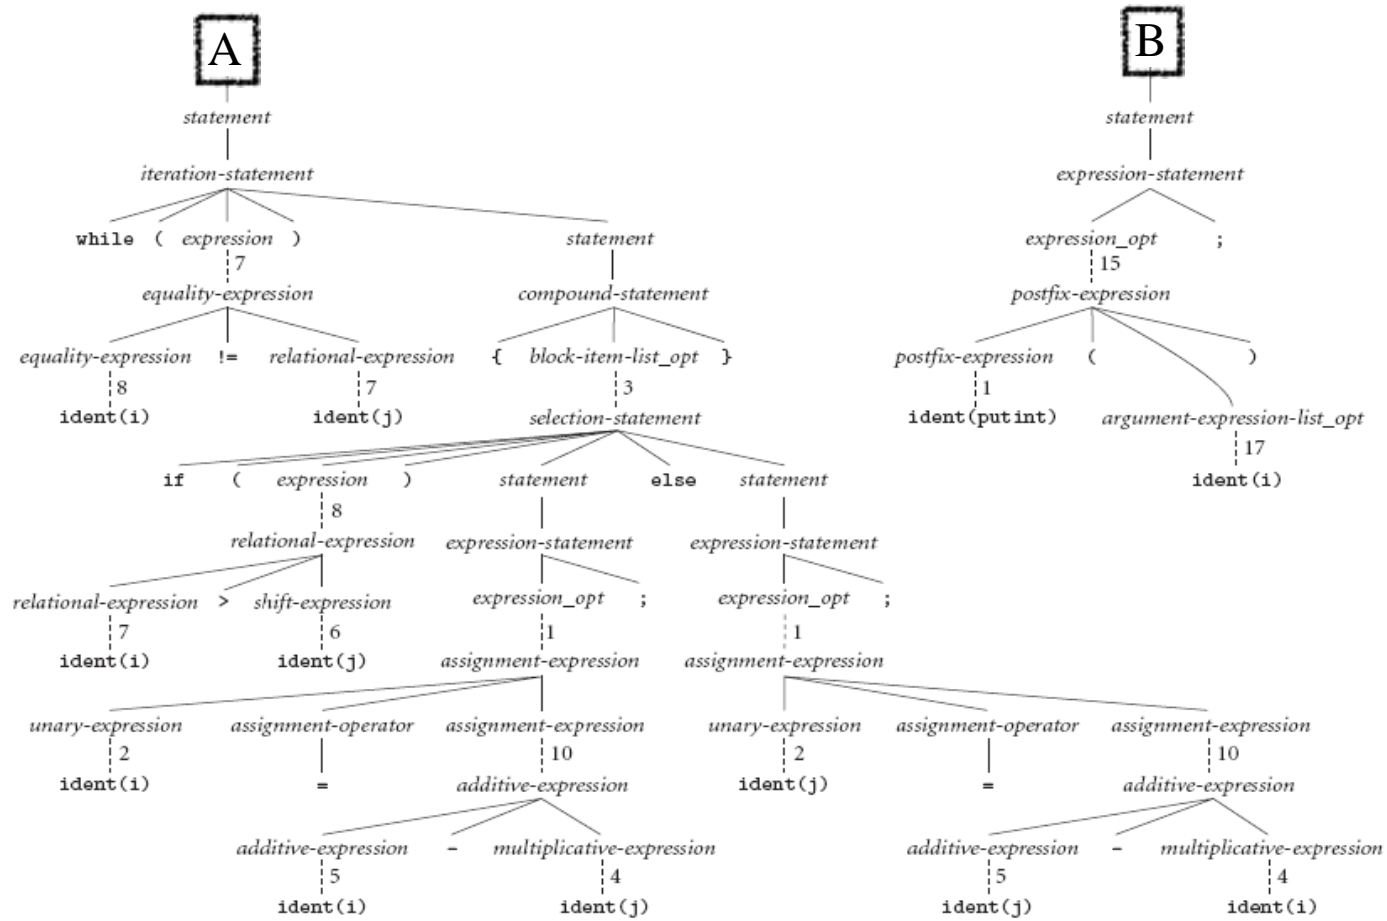 A B
statement statement
iteration-statement expression-statement
while ( expression ) statement expression_opt ;
7 15
equality-expression compound-statement postfix-expression
equality-expression != relational-expression { block-item-list_opt } postfix-expression ( )
8 7 3 1
ident(i) ident(j) selection-statement ident(putint) argument-expression-list_opt
17
if ( expression ) statement else statement ident(i)
8
relational-expression expression-statement expression-statement
relational-expression > shift-expression expression_opt ; expression_opt ;
7 6 1 1
ident(i) ident(j) assignment-expression assignment-expression
unary-expression assignment-operator assignment-expression unary-expression assignment-operator assignment-expression
2 10 2 10
ident(i) = additive-expression ident(j) = additive-expression
additive-expression - multiplicative-expression additive-expression - multiplicative-expression
5 4 5 4
ident(i) ident(j) ident(j) ident(i)